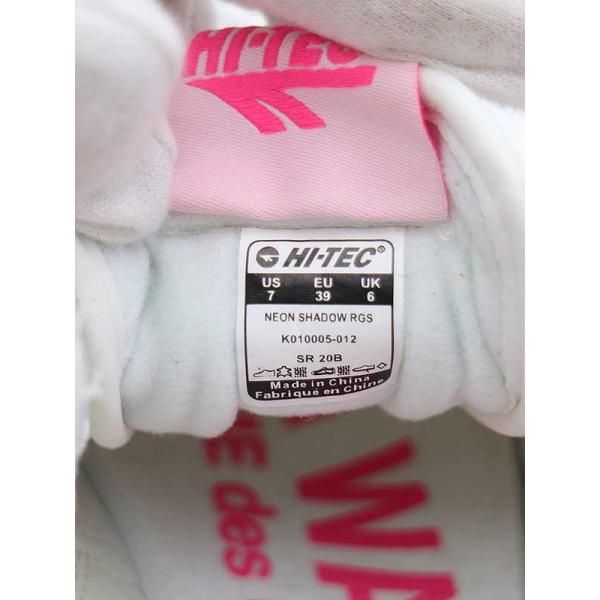 HI-TEC
HI-TEC®
US EU UK
7 39 6
NEON SHADOW RGS
K010005-012
SR 20B
Made in China
Fabriqué en Chine
WA
des